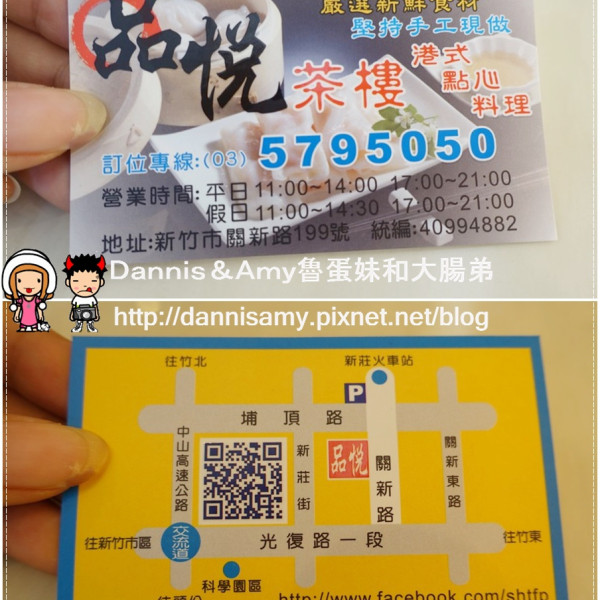 嚴選新鮮食材
堅持手工現做
品悅
茶樓
港式
點心
料理
訂位專線:(03) 5795050
營業時間:平日11:00~14:00 17:00~21:00
假日11:00~14:30 17:00~21:00
地址:新竹市關新路199號 統編:40994882
Dannis & Amy魯蛋妹和大腸弟
http://dannisamy.pixnet.net/blog
往竹北
新莊火車站
P
埔頂路
中山高速公路
新莊街
品悅
關新路
關新東路
往新竹市區
交流道
光復路一段
往竹東
科學園區
往頭份
http://www.facebook.com/shtfp